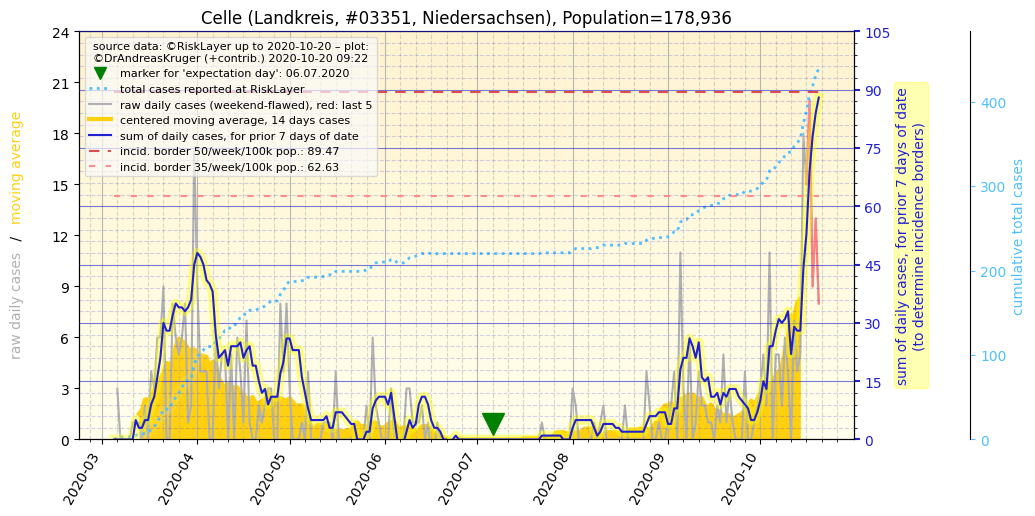 Celle (Landkreis, #03351, Niedersachsen), Population=178,936
source data: ©RiskLayer up to 2020-10-20 – plot:
©DrAndreasKruger (+contrib.) 2020-10-20 09:22
marker for 'expectation day': 06.07.2020
total cases reported at RiskLayer
raw daily cases (weekend-flawed), red: last 5
centered moving average, 14 days cases
sum of daily cases, for prior 7 days of date
incid. border 50/week/100k pop.: 89.47
incid. border 35/week/100k pop.: 62.63
raw daily cases / moving average
24
21
18
15
12
9
6
3
0
2020-03
2020-04
2020-05
2020-06
2020-07
2020-08
2020-09
2020-10
105
90
75
60
45
30
15
0
sum of daily cases, for prior 7 days of date
(to determine incidence borders)
400
300
200
100
0
cumulative total cases